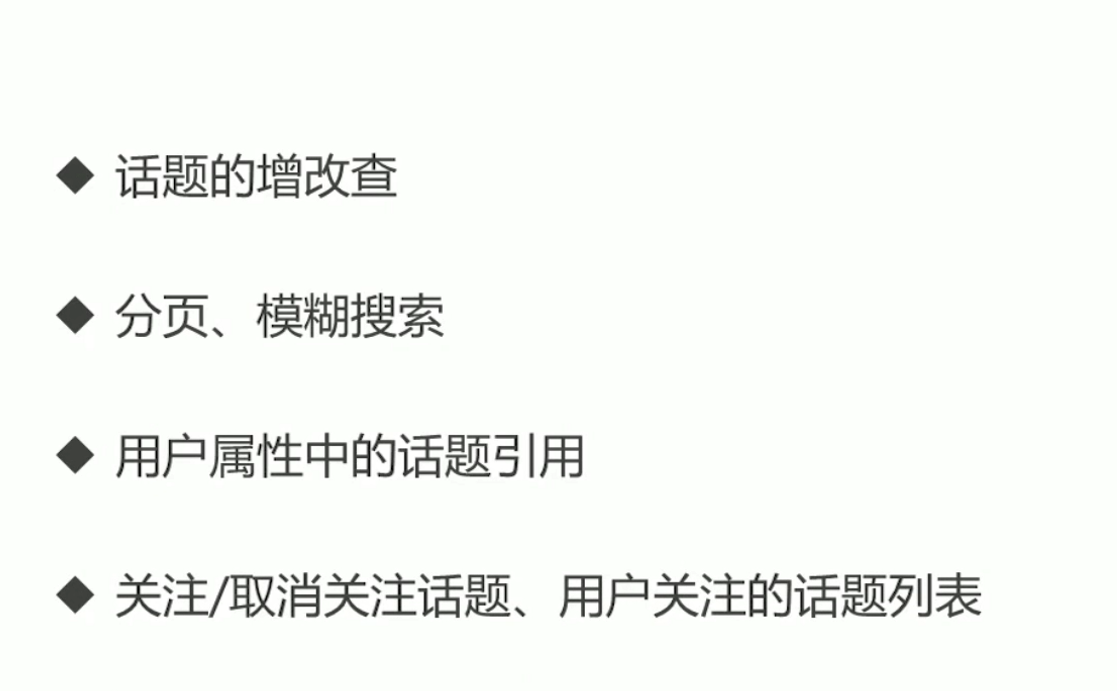 ◆ 话题的增改查
◆ 分页、模糊搜索
◆ 用户属性中的话题引用
◆ 关注/取消关注话题、用户关注的话题列表